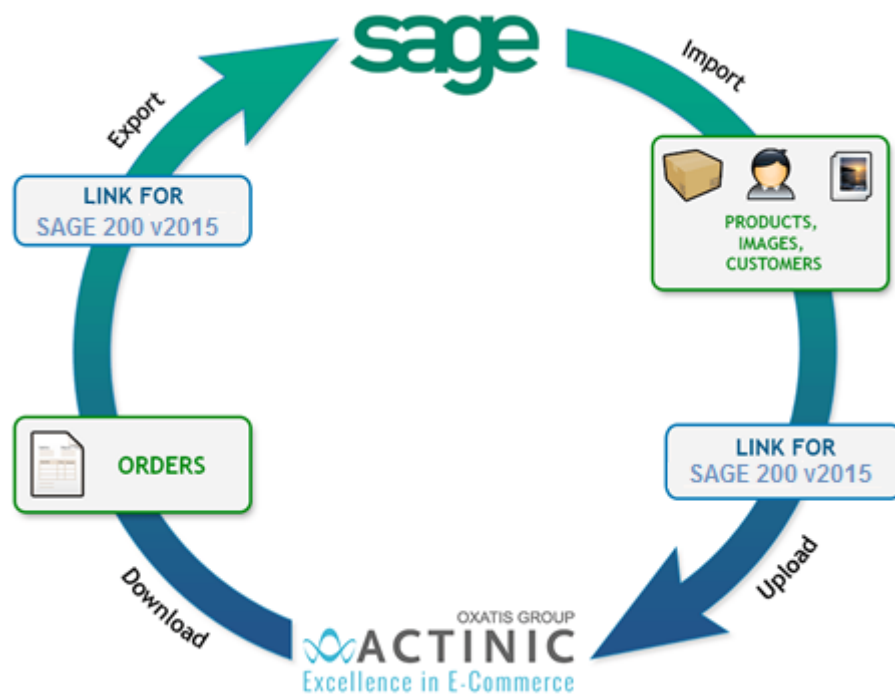 sage
Import
PRODUCTS,
IMAGES,
CUSTOMERS
LINK FOR
SAGE 200 v2015
Upload
OXATIS GROUP
ACTINIC
Excellence in E-Commerce
Download
ORDERS
LINK FOR
SAGE 200 v2015
Export